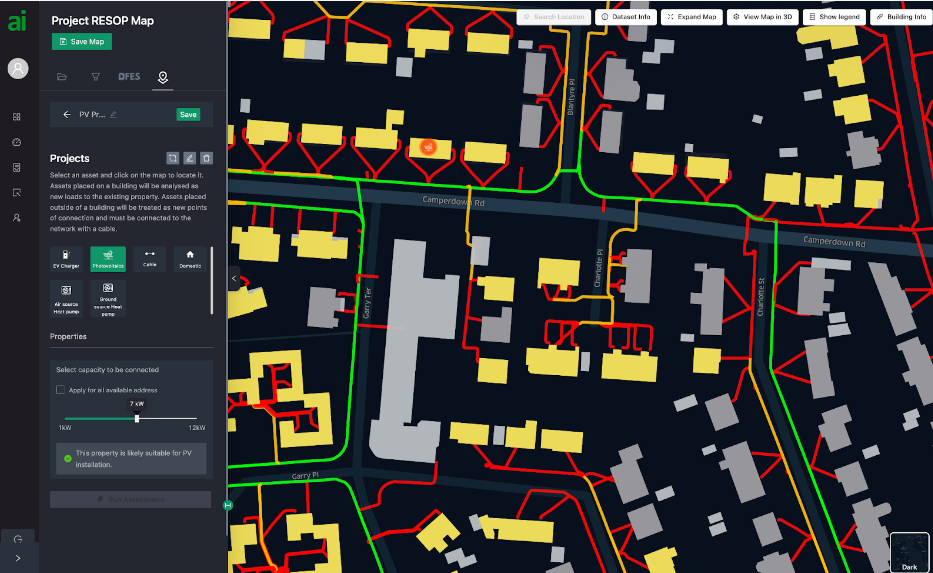 ai
Project RESOP Map
Save Map
DFES
PV Pr...
Save
Projects
Select an asset and click on the map to locate it.
Assets placed on a building will be analysed as
new loads to the existing property. Assets placed
outside of a building will be treated as new points
of connection and must be connected to the
network with a cable.
EV Charger
Photovoltaics
Cable
Domestic
Air source
Heat pump
Ground
source Heat
pump
Properties
Select capacity to be connected
Apply for all available address
7 kW
1kW
12kW
This property is likely suitable for PV
installation.
Run Assessment
Search Location
Dataset Info
Expand Map
View Map in 3D
Show legend
Building Info
Blantyre Pl
Camperdown Rd
Camperdown Rd
Garry Ter
Charlotte Pl
Charlotte St
Garry Pl
Dark